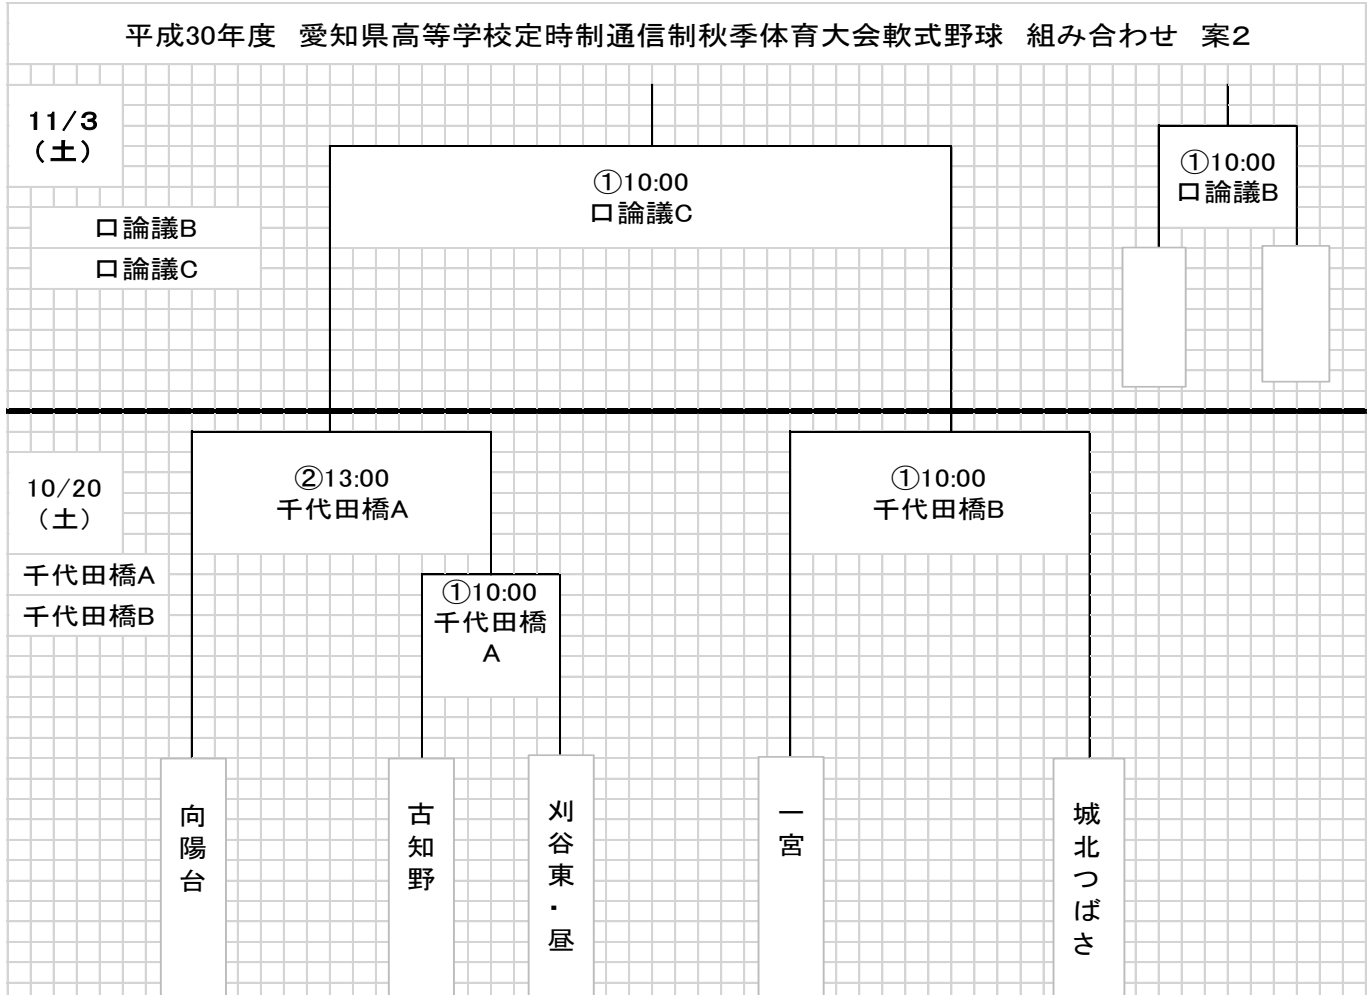 平成30年度　愛知県高等学校定時制通信制秋季体育大会軟式野球　組み合わせ　案2
11/3
（土）
口論議B
口論議C
①10:00
口論議C
①10:00
口論議B
10/20
（土）
千代田橋A
千代田橋B
②13:00
千代田橋A
①10:00
千代田橋
A
①10:00
千代田橋B
向陽台
古知野
刈谷東・昼
一宮
城北つばさ